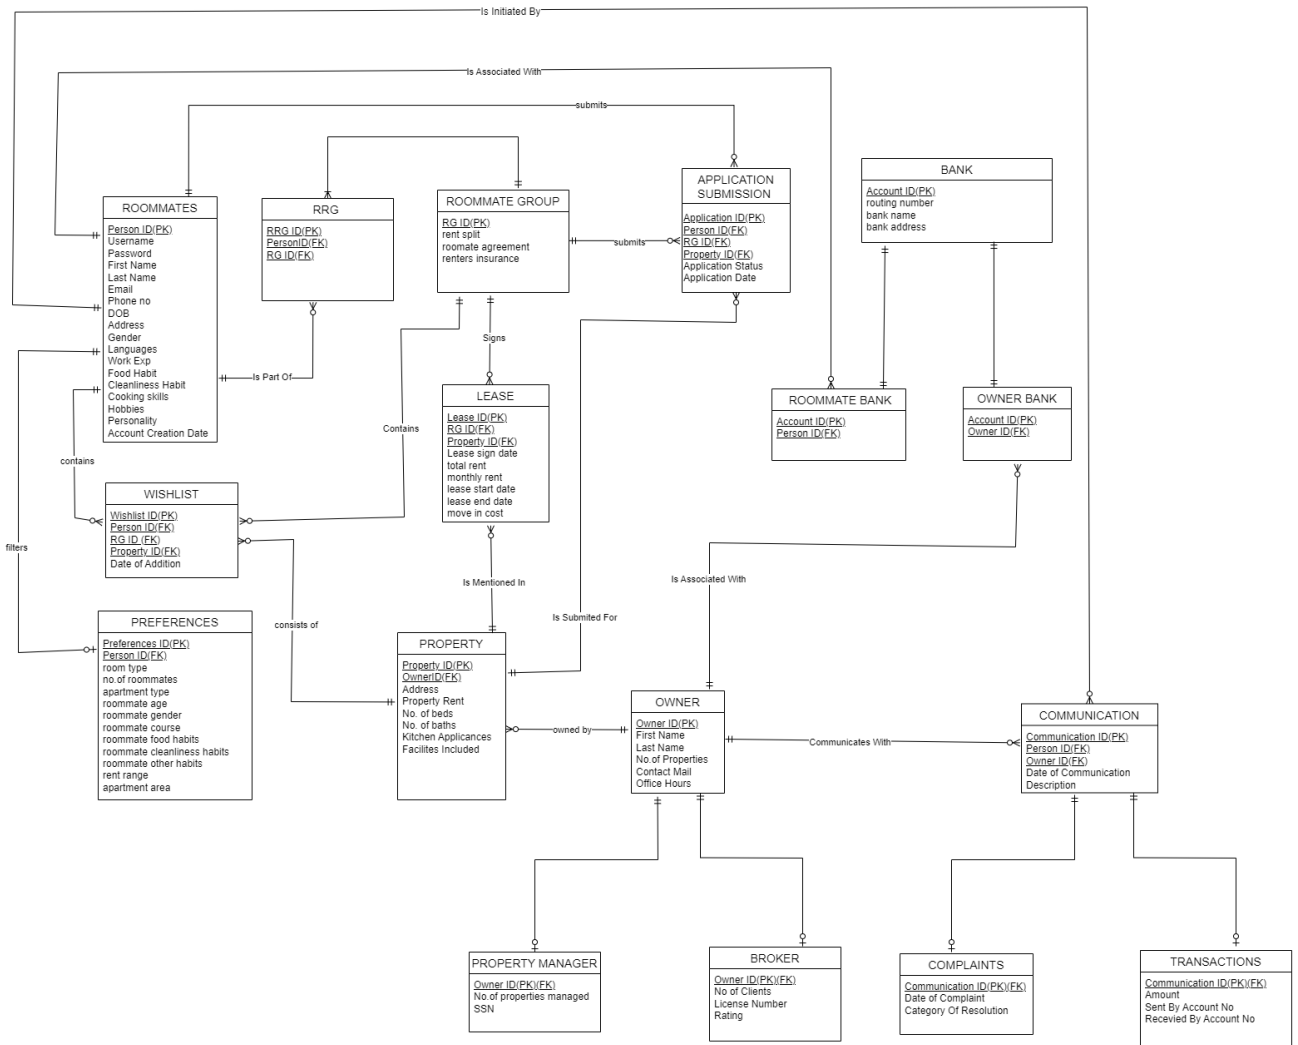 Is Initiated By
Is Associated With
submits
ROOMMATES
Person ID(PK)
Username
Password
First Name
Last Name
Email
Phone no
DOB
Address
Gender
Languages
Work Exp
Food Habit
Cleanliness Habit
Cooking skills
Hobbies
Personality
Account Creation Date
RRG
RRG ID(PK)
PersonID(FK)
RG ID(FK)
ROOMMATE GROUP
RG ID(PK)
rent split
roomate agreement
renters insurance
submits
APPLICATION
SUBMISSION
Application ID(PK)
Person ID(FK)
RG ID(FK)
Property ID(FK)
Application Status
Application Date
BANK
Account ID(PK)
routing number
bank name
bank address
Signs
Is Part Of
Contains
contains
filters
LEASE
Lease ID(PK)
RG ID(FK)
Property ID(FK)
Lease sign date
total rent
monthly rent
lease start date
lease end date
move in cost
ROOMMATE BANK
Account ID(PK)
Person ID(FK)
OWNER BANK
Account ID(PK)
Owner ID(FK)
WISHLIST
Wishlist ID(PK)
Person ID(FK)
RG ID (FK)
Property ID(FK)
Date of Addition
Is Mentioned In
Is Associated With
consists of
Is Submited For
PREFERENCES
Preferences ID(PK)
Person ID(FK)
room type
no.of roommates
apartment type
roommate age
roommate gender
roommate course
roommate food habits
roommate cleanliness habits
roommate other habits
rent range
apartment area
PROPERTY
Property ID(PK)
OwnerID(FK)
Address
Property Rent
No. of beds
No. of baths
Kitchen Applicances
Facilites Included
owned by
OWNER
Owner ID(PK)
First Name
Last Name
No.of Properties
Contact Mail
Office Hours
Communicates With
COMMUNICATION
Communication ID(PK)
Person ID(FK)
Owner ID(FK)
Date of Communication
Description
PROPERTY MANAGER
Owner ID(PK)(FK)
No.of properties managed
SSN
BROKER
Owner ID(PK)(FK)
No of Clients
License Number
Rating
COMPLAINTS
Communication ID(PK)(FK)
Date of Complaint
Category Of Resolution
TRANSACTIONS
Communication ID(PK)(FK)
Amount
Sent By Account No
Recevied By Account No